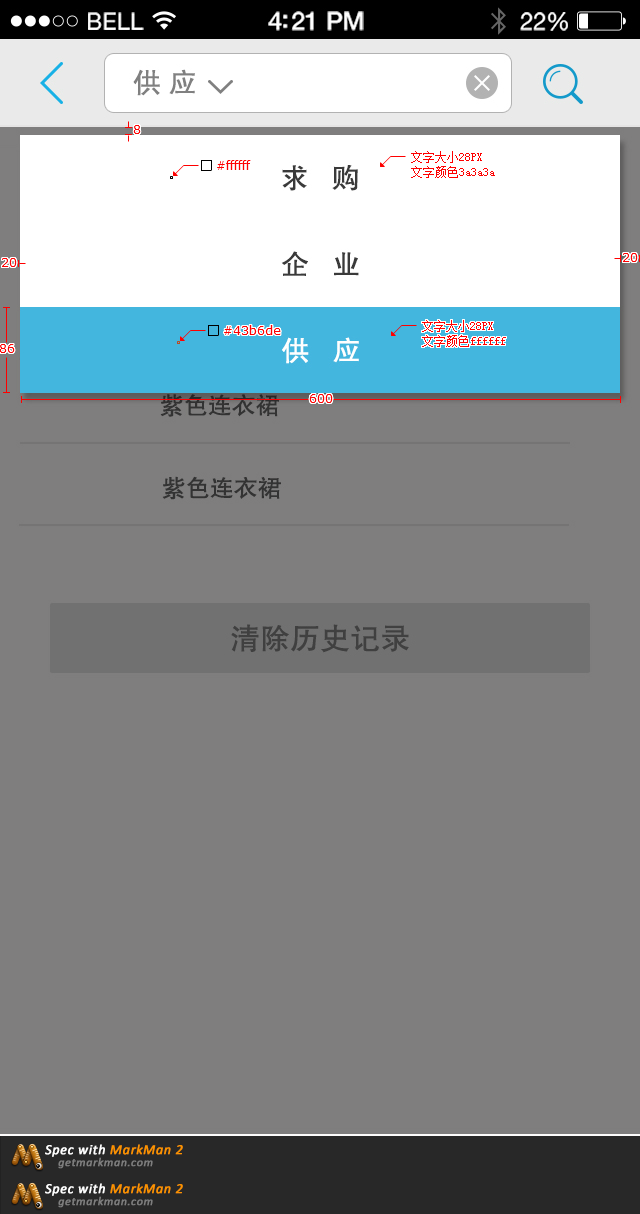 BELL 4:21 PM 22%
供 应
8
#ffffff
求 购
文字大小28PX
文字颜色3a3a3a
20
企 业
20
86
#43b6de
供 应
文字大小28PX
文字颜色ffffff
600
紫色连衣裙
紫色连衣裙
清除历史记录
Spec with MarkMan 2
getmarkman.com
Spec with MarkMan 2
getmarkman.com